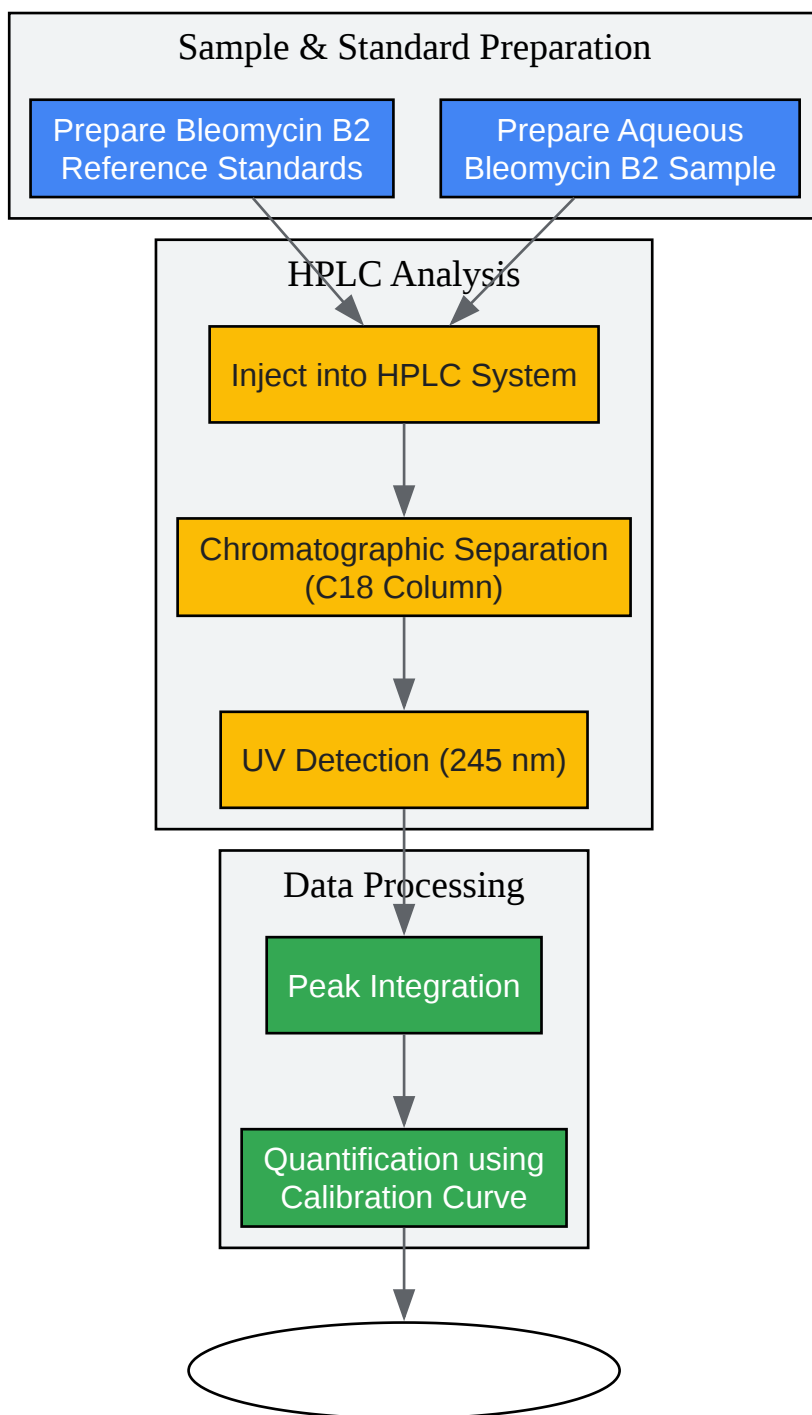 Sample & Standard Preparation
Prepare Bleomycin B2
Reference Standards
Prepare Aqueous
Bleomycin B2 Sample
HPLC Analysis
Inject into HPLC System
Chromatographic Separation
(C18 Column)
UV Detection (245 nm)
Data Processing
Peak Integration
Quantification using
Calibration Curve